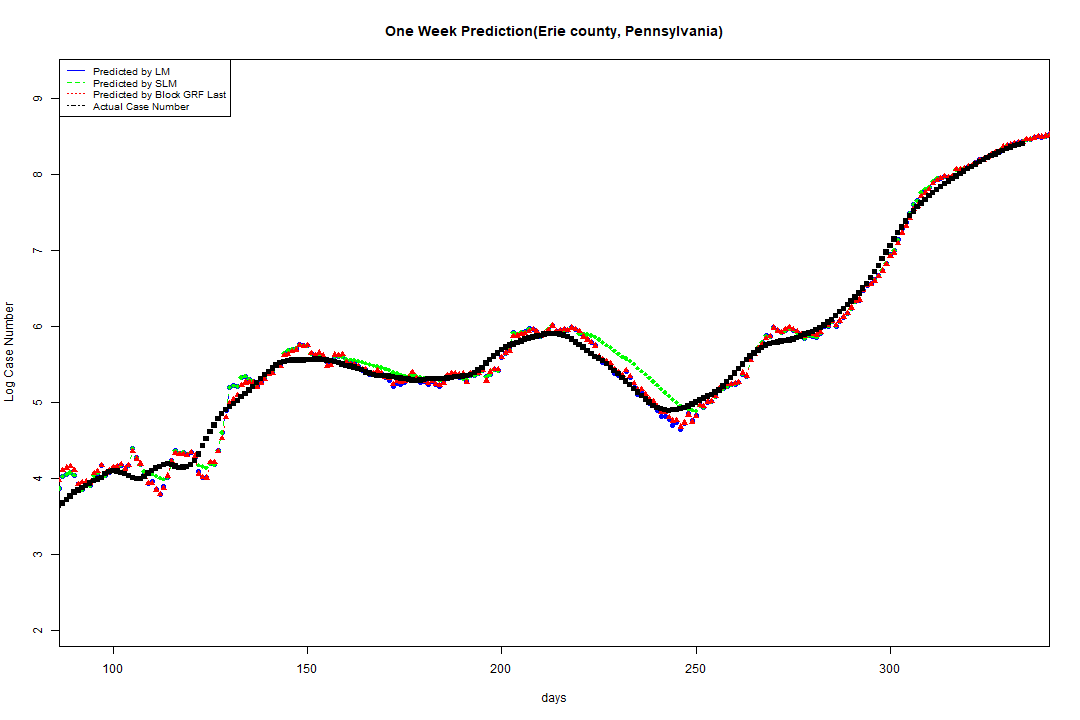 One Week Prediction(Erie county, Pennsylvania)
Predicted by LM
Predicted by SLM
Predicted by Block GRF Last
Actual Case Number
Log Case Number
9
8
7
6
5
4
3
2
100 150 200 250 300
days